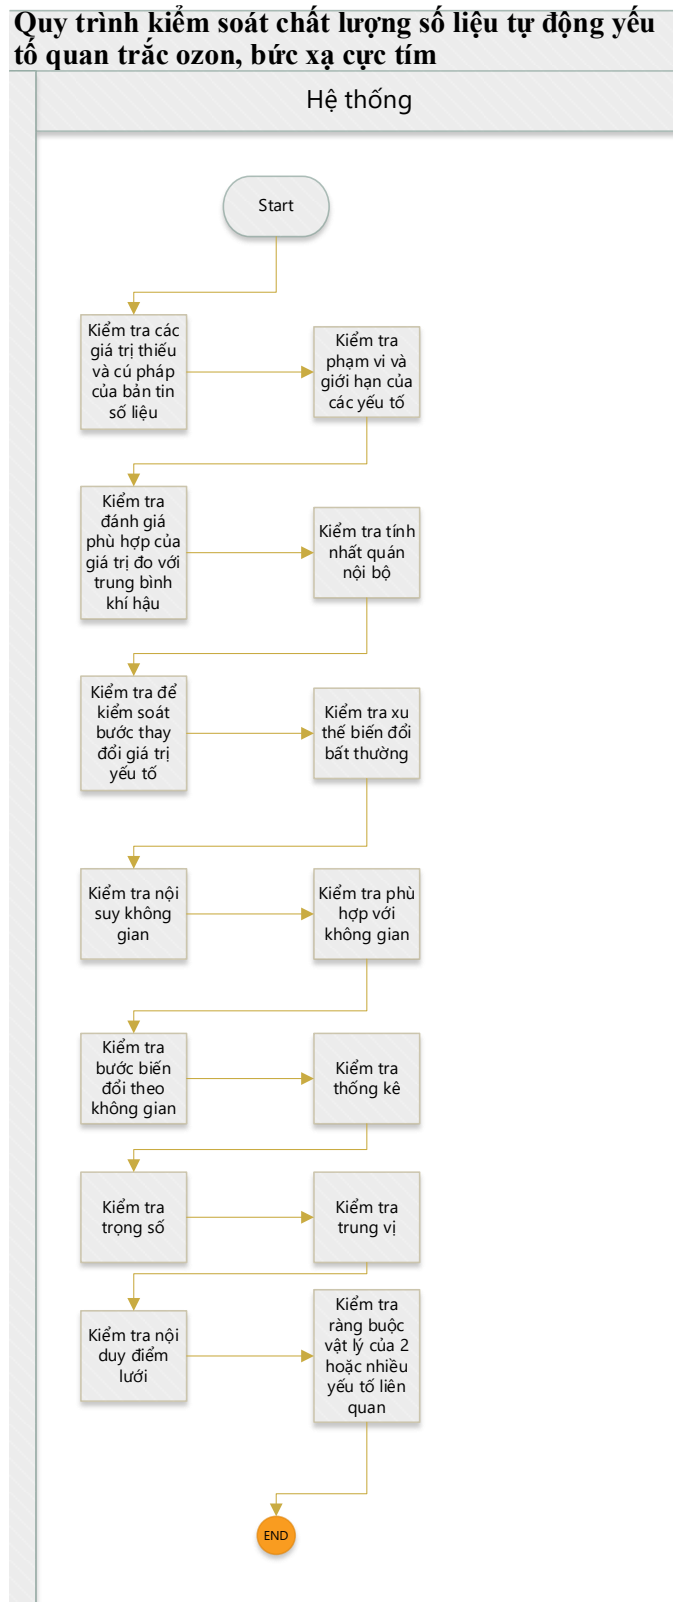 Quy trình kiểm soát chất lượng số liệu tự động yếu
tố quan trắc ozon, bức xạ cực tím
Hệ thống
Start
Kiểm tra các
giá trị thiếu
và cú pháp
của bản tin
số liệu
Kiểm tra
phạm vi và
giới hạn của
các yếu tố
Kiểm tra
đánh giá
phù hợp của
giá trị đo với
trung bình
khí hậu
Kiểm tra tính
nhất quán
nội bộ
Kiểm tra để
kiểm soát
bước thay
đổi giá trị
yếu tố
Kiểm tra xu
thế biến đổi
bất thường
Kiểm tra nội
suy không
gian
Kiểm tra phù
hợp với
không gian
Kiểm tra
bước biến
đổi theo
không gian
Kiểm tra
thống kê
Kiểm tra
trọng số
Kiểm tra
trung vị
Kiểm tra nội
duy điểm
lưới
Kiểm tra
ràng buộc
vật lý của 2
hoặc nhiều
yếu tố liên
quan
END